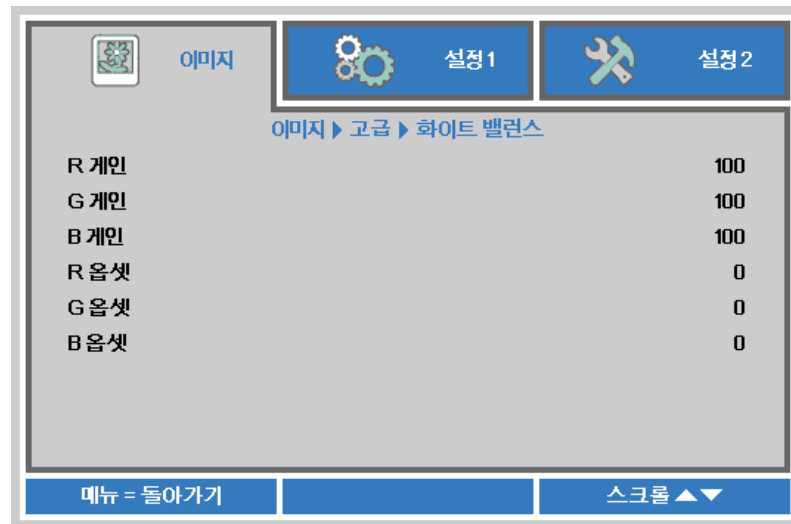 이미지 설정1 설정2
이미지 ▶ 고급 ▶ 화이트 밸런스
R 게인 100
G 게인 100
B 게인 100
R 옵셋 0
G 옵셋 0
B 옵셋 0
메뉴 = 돌아가기 스크롤 ▲▼